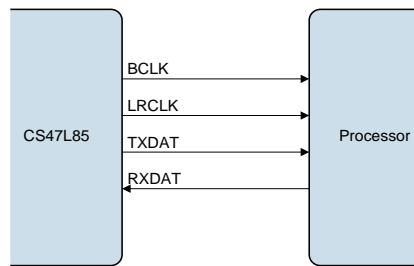 BCLK
LRCLK
CS47L85
TXDAT
Processor
RXDAT